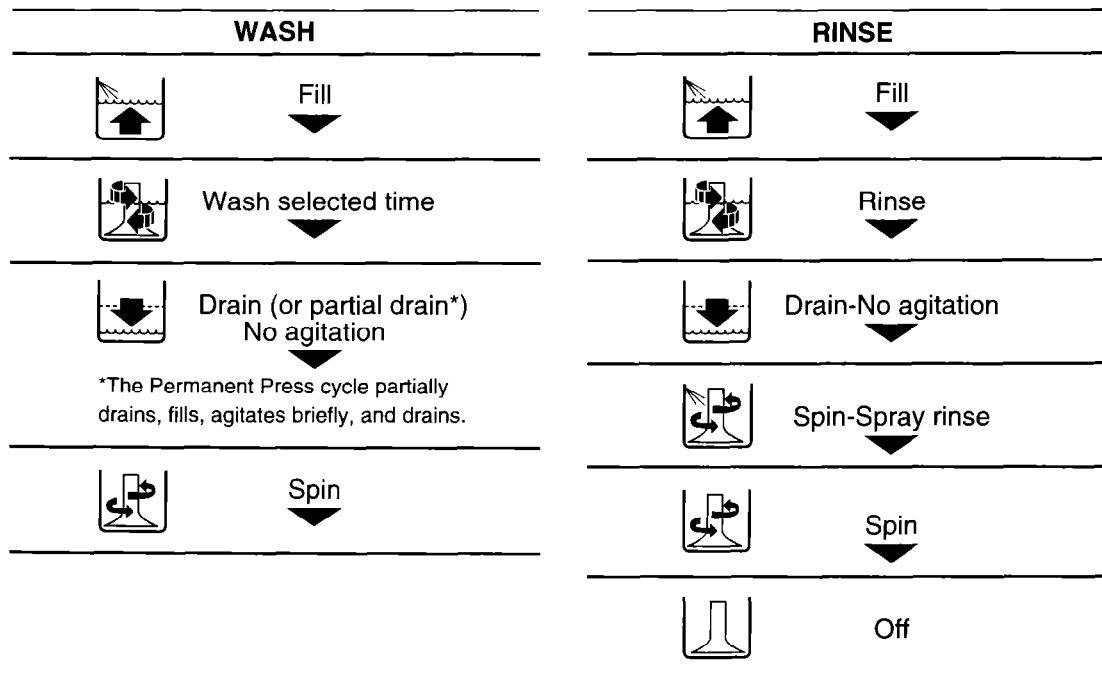 WASH
Fill
Wash selected time
Drain (or partial drain*)
No agitation
*The Permanent Press cycle partially
drains, fills, agitates briefly, and drains.
Spin
RINSE
Fill
Rinse
Drain-No agitation
Spin-Spray rinse
Spin
Off